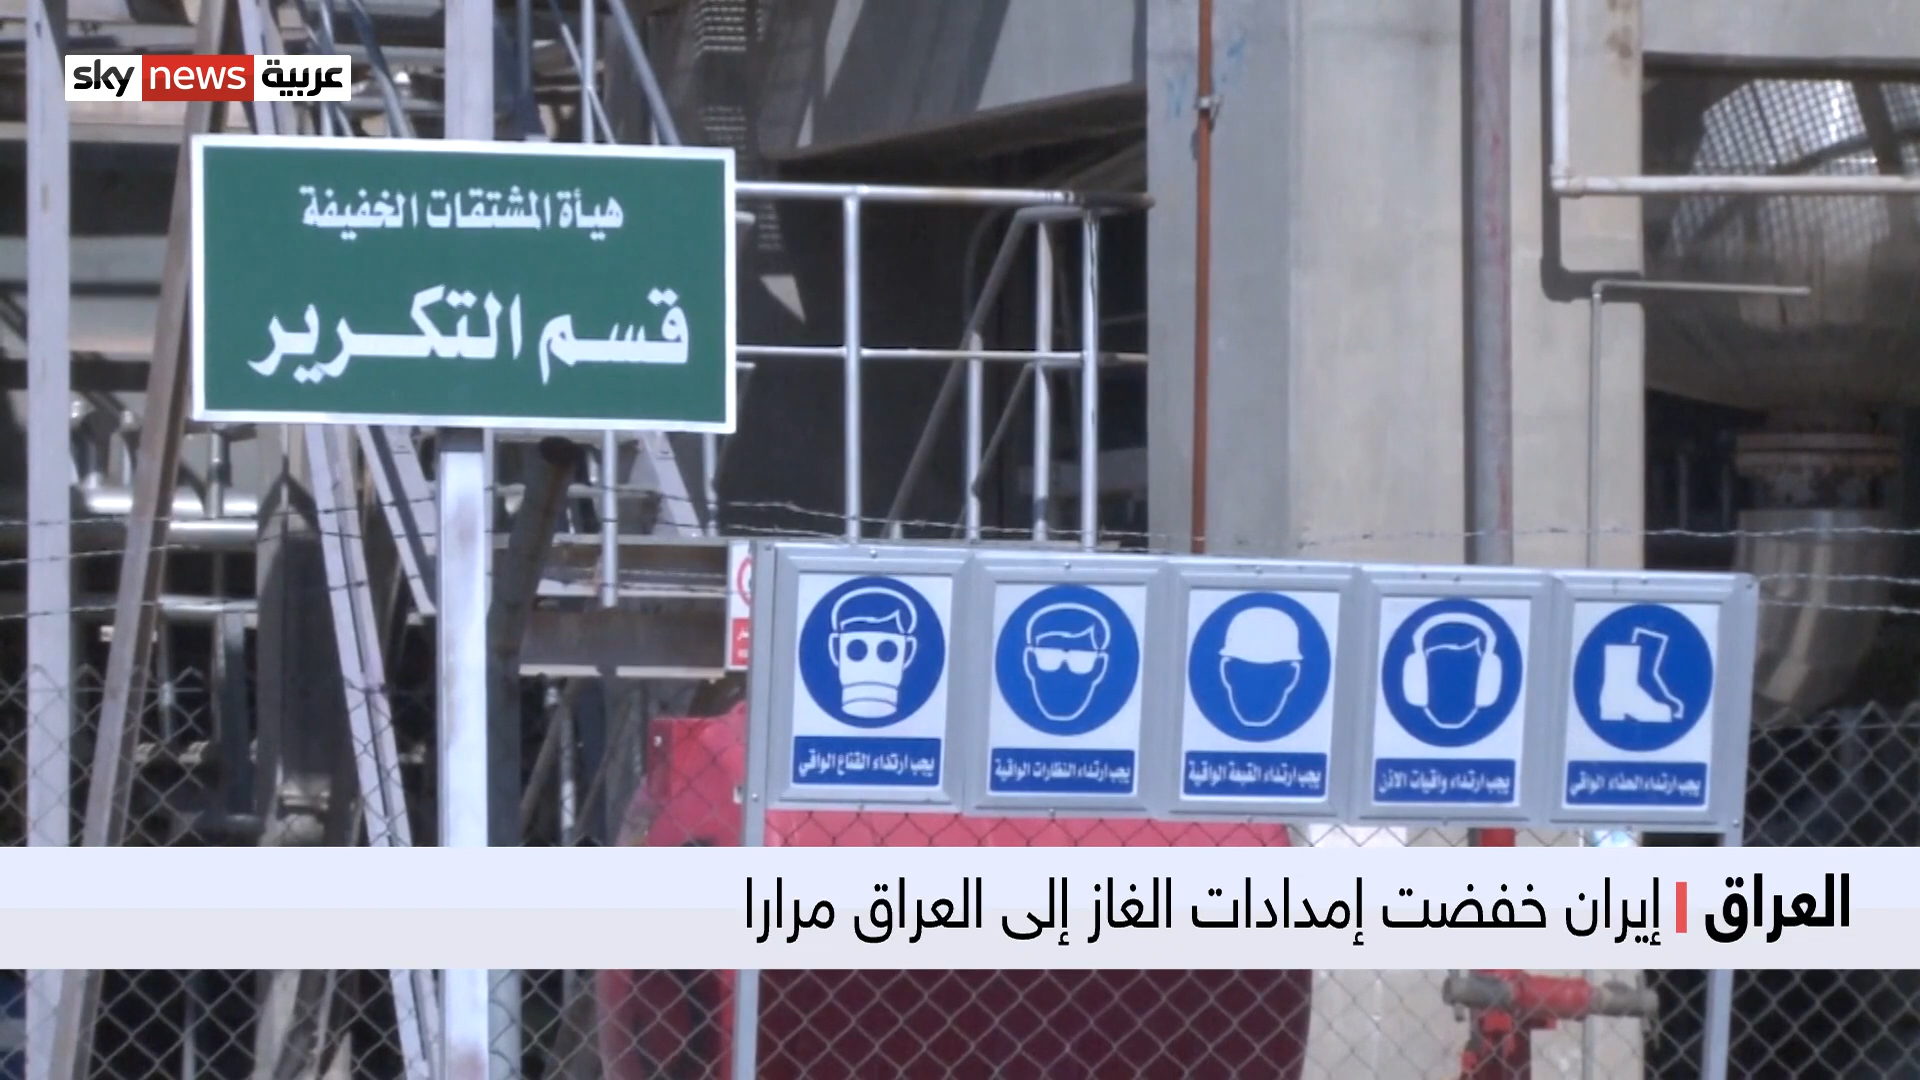 sky news عربية
هيأة المشتقات الخفيفة
قسم التكرير
يجب ارتداء القناع الواقي
يجب ارتداء النظارات الواقية
يجب ارتداء القبعة الواقية
يجب ارتداء واقيات الاذن
يجب ارتداء الحذاء الواقي
العراق | إيران خفضت إمدادات الغاز إلى العراق مرارا